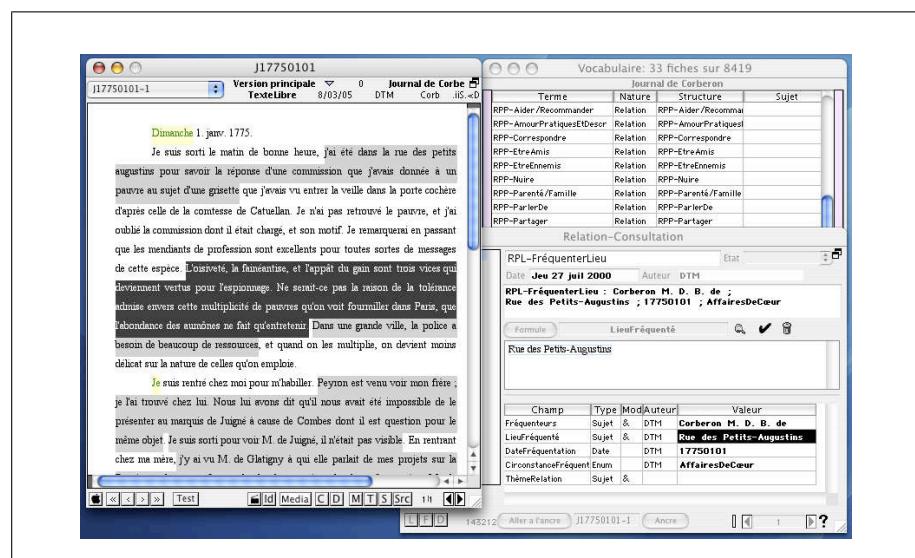 J17750101
J17750101-1
Version principale 0 Journal de Corbe
TexteLibre 8/03/05 DTM Corb .iiS.<D
Dimanche 1. janv. 1775.
Je suis sorti le matin de bonne heure, j'ai été dans la rue des petits
augustins pour savoir la réponse d'une commission que j'avais donnée à un
pauvre au sujet d'une grisette que j'avais vu entrer la veille dans la porte cochère
d'après celle de la comtesse de Catuellan. Je n'ai pas retrouvé le pauvre, et j'ai
oublié la commission dont il était chargé, et son motif. Je remarquerai en passant
que les mendiants de profession sont excellents pour toutes sortes de messages
de cette espèce. L'oisiveté, la fainéantise, et l'appât du gain sont trois vices qui
deviennent vertus pour l'espionnage. Ne serait-ce pas la raison de la tolérance
admise envers cette multiplicité de pauvres qu'on voit fourmiller dans Paris, que
l'abondance des aumônes ne fait qu'entretenir. Dans une grande ville, la police a
besoin de beaucoup de ressources, et quand on les multiplie, on devient moins
délicat sur la nature de celles qu'on emploie.
Je suis rentré chez moi pour m'habiller. Peyron est venu voir mon frère ;
je l'ai trouvé chez lui. Nous lui avons dit qu'il nous avait été impossible de le
présenter au marquis de Juigné à cause de Combes dont il est question pour le
même objet. Je suis sorti pour voir M. de Juigné, il n'était pas visible. En rentrant
chez ma mère, j'y ai vu M. de Glatigny à qui elle parlait de mes projets sur la
« < > » Test Id Media C D M T S Src 1/1
Vocabulaire: 33 fiches sur 8419
Journal de Corberon
Terme Nature Structure Sujet
RPP-Aider/Recommander Relation RPP-Aider/Recomman
RPP-AmourPratiquesEtDescr Relation RPP-AmourPratiquesE
RPP-Correspondre Relation RPP-Correspondre
RPP-EtreAmis Relation RPP-EtreAmis
RPP-EtreEnnemis Relation RPP-EtreEnnemis
RPP-Nuire Relation RPP-Nuire
RPP-Parenté/Famille Relation RPP-Parenté/Famille
RPP-ParlerDe Relation RPP-ParlerDe
RPP-Partager Relation RPP-Partager
Relation-Consultation
RPL-FréquenterLieu Etat
Date Jeu 27 juil 2000 Auteur DTM
RPL-FréquenterLieu : Corberon M. D. B. de ;
Rue des Petits-Augustins ; 17750101 ; AffairesDeCœur
Formule LieuFréquenté
Rue des Petits-Augustins
Champ Type Mod Auteur Valeur
Fréquenteurs Sujet & DTM Corberon M. D. B. de
LieuFréquenté Sujet & DTM Rue des Petits-Augustins
DateFréquentation Date DTM 17750101
CirconstanceFréquent Enum DTM AffairesDeCœur
ThèmeRelation Sujet &
L F D 143212 Aller a l'ancre J17750101-1 Ancre 1 ?